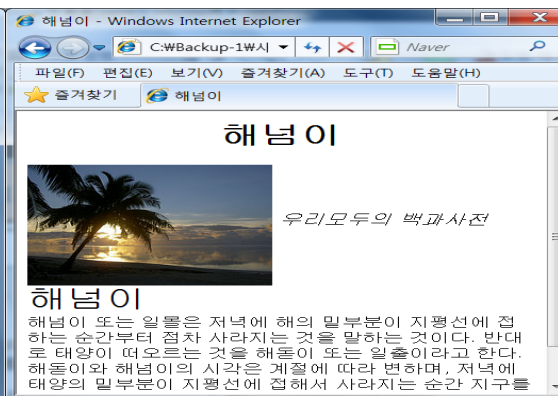 해넘이 - Windows Internet Explorer
C:₩Backup-1₩시
Naver
파일(F) 편집(E) 보기(V) 즐겨찾기(A) 도구(T) 도움말(H)
즐겨찾기 해넘이
해넘이
우리모두의 백과사전
해넘이
해넘이 또는 일몰은 저녁에 해의 밑부분이 지평선에 접
하는 순간부터 점차 사라지는 것을 말하는 것이다. 반대
로 태양이 떠오르는 것을 해돋이 또는 일출이라고 한다.
해돋이와 해넘이의 시각은 계절에 따라 변하며, 저녁에
태양의 밑부분이 지평선에 접해서 사라지는 순간 지구를